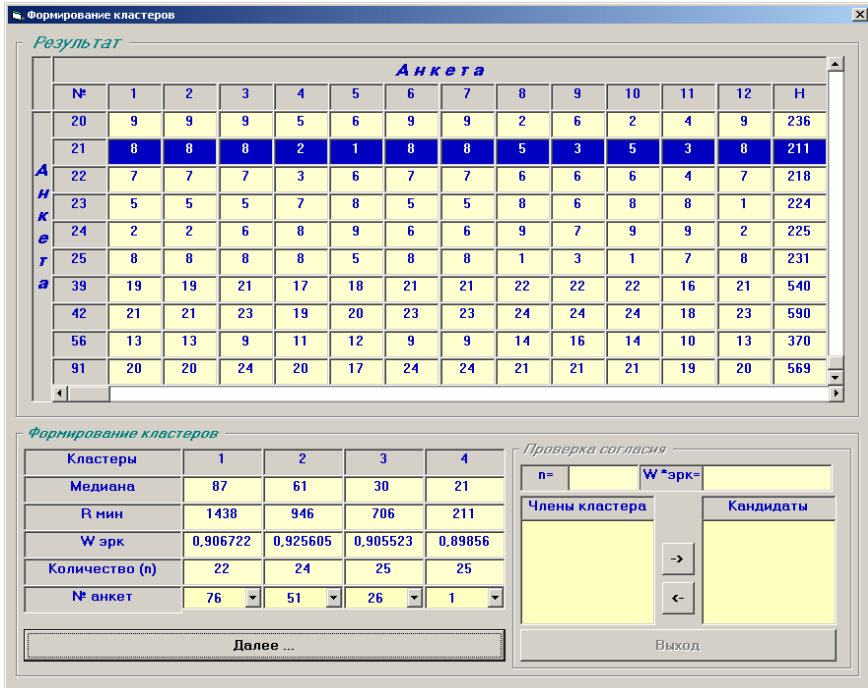 Формирование кластеров
Результат
Анкета
№ 1 2 3 4 5 6 7 8 9 10 11 12 Н
Анкета
20 9 9 9 5 6 9 9 2 6 2 4 9 236
21 8 8 8 2 1 8 8 5 3 5 3 8 211
22 7 7 7 3 6 7 7 6 6 6 4 7 218
23 5 5 5 7 8 5 5 8 6 8 8 1 224
24 2 2 6 8 9 6 6 9 7 9 9 2 225
25 8 8 8 8 5 8 8 1 3 1 7 8 231
39 19 19 21 17 18 21 21 22 22 22 16 21 540
42 21 21 23 19 20 23 23 24 24 24 18 23 590
56 13 13 9 11 12 9 9 14 16 14 10 13 370
91 20 20 24 20 17 24 24 21 21 21 19 20 569
Формирование кластеров
Кластеры 1 2 3 4
Медиана 87 61 30 21
R мин 1438 946 706 211
W эрк 0,906722 0,925605 0,905523 0,89856
Количество (n) 22 24 25 25
№ анкет 76 51 26 1
Далее ...
Проверка согласия
n= W *эрк=
Члены кластера Кандидаты
->
<-
Выход